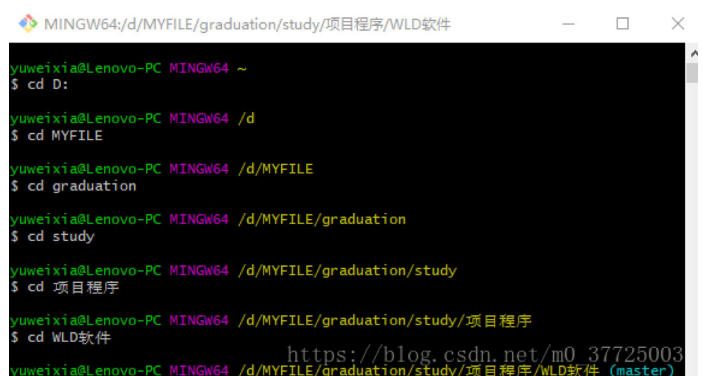 MINGW64:/d/MYFILE/graduation/study/项目程序/WLD软件
yuweixia@Lenovo-PC MINGW64 ~
$ cd D:
yuweixia@Lenovo-PC MINGW64 /d
$ cd MYFILE
yuweixia@Lenovo-PC MINGW64 /d/MYFILE
$ cd graduation
yuweixia@Lenovo-PC MINGW64 /d/MYFILE/graduation
$ cd study
yuweixia@Lenovo-PC MINGW64 /d/MYFILE/graduation/study
$ cd 项目程序
yuweixia@Lenovo-PC MINGW64 /d/MYFILE/graduation/study/项目程序
$ cd WLD软件
https://blog.csdn.net/m0_37725003
yuweixia@Lenovo-PC MINGW64 /d/MYFILE/graduation/study/项目程序/WLD软件 (master)